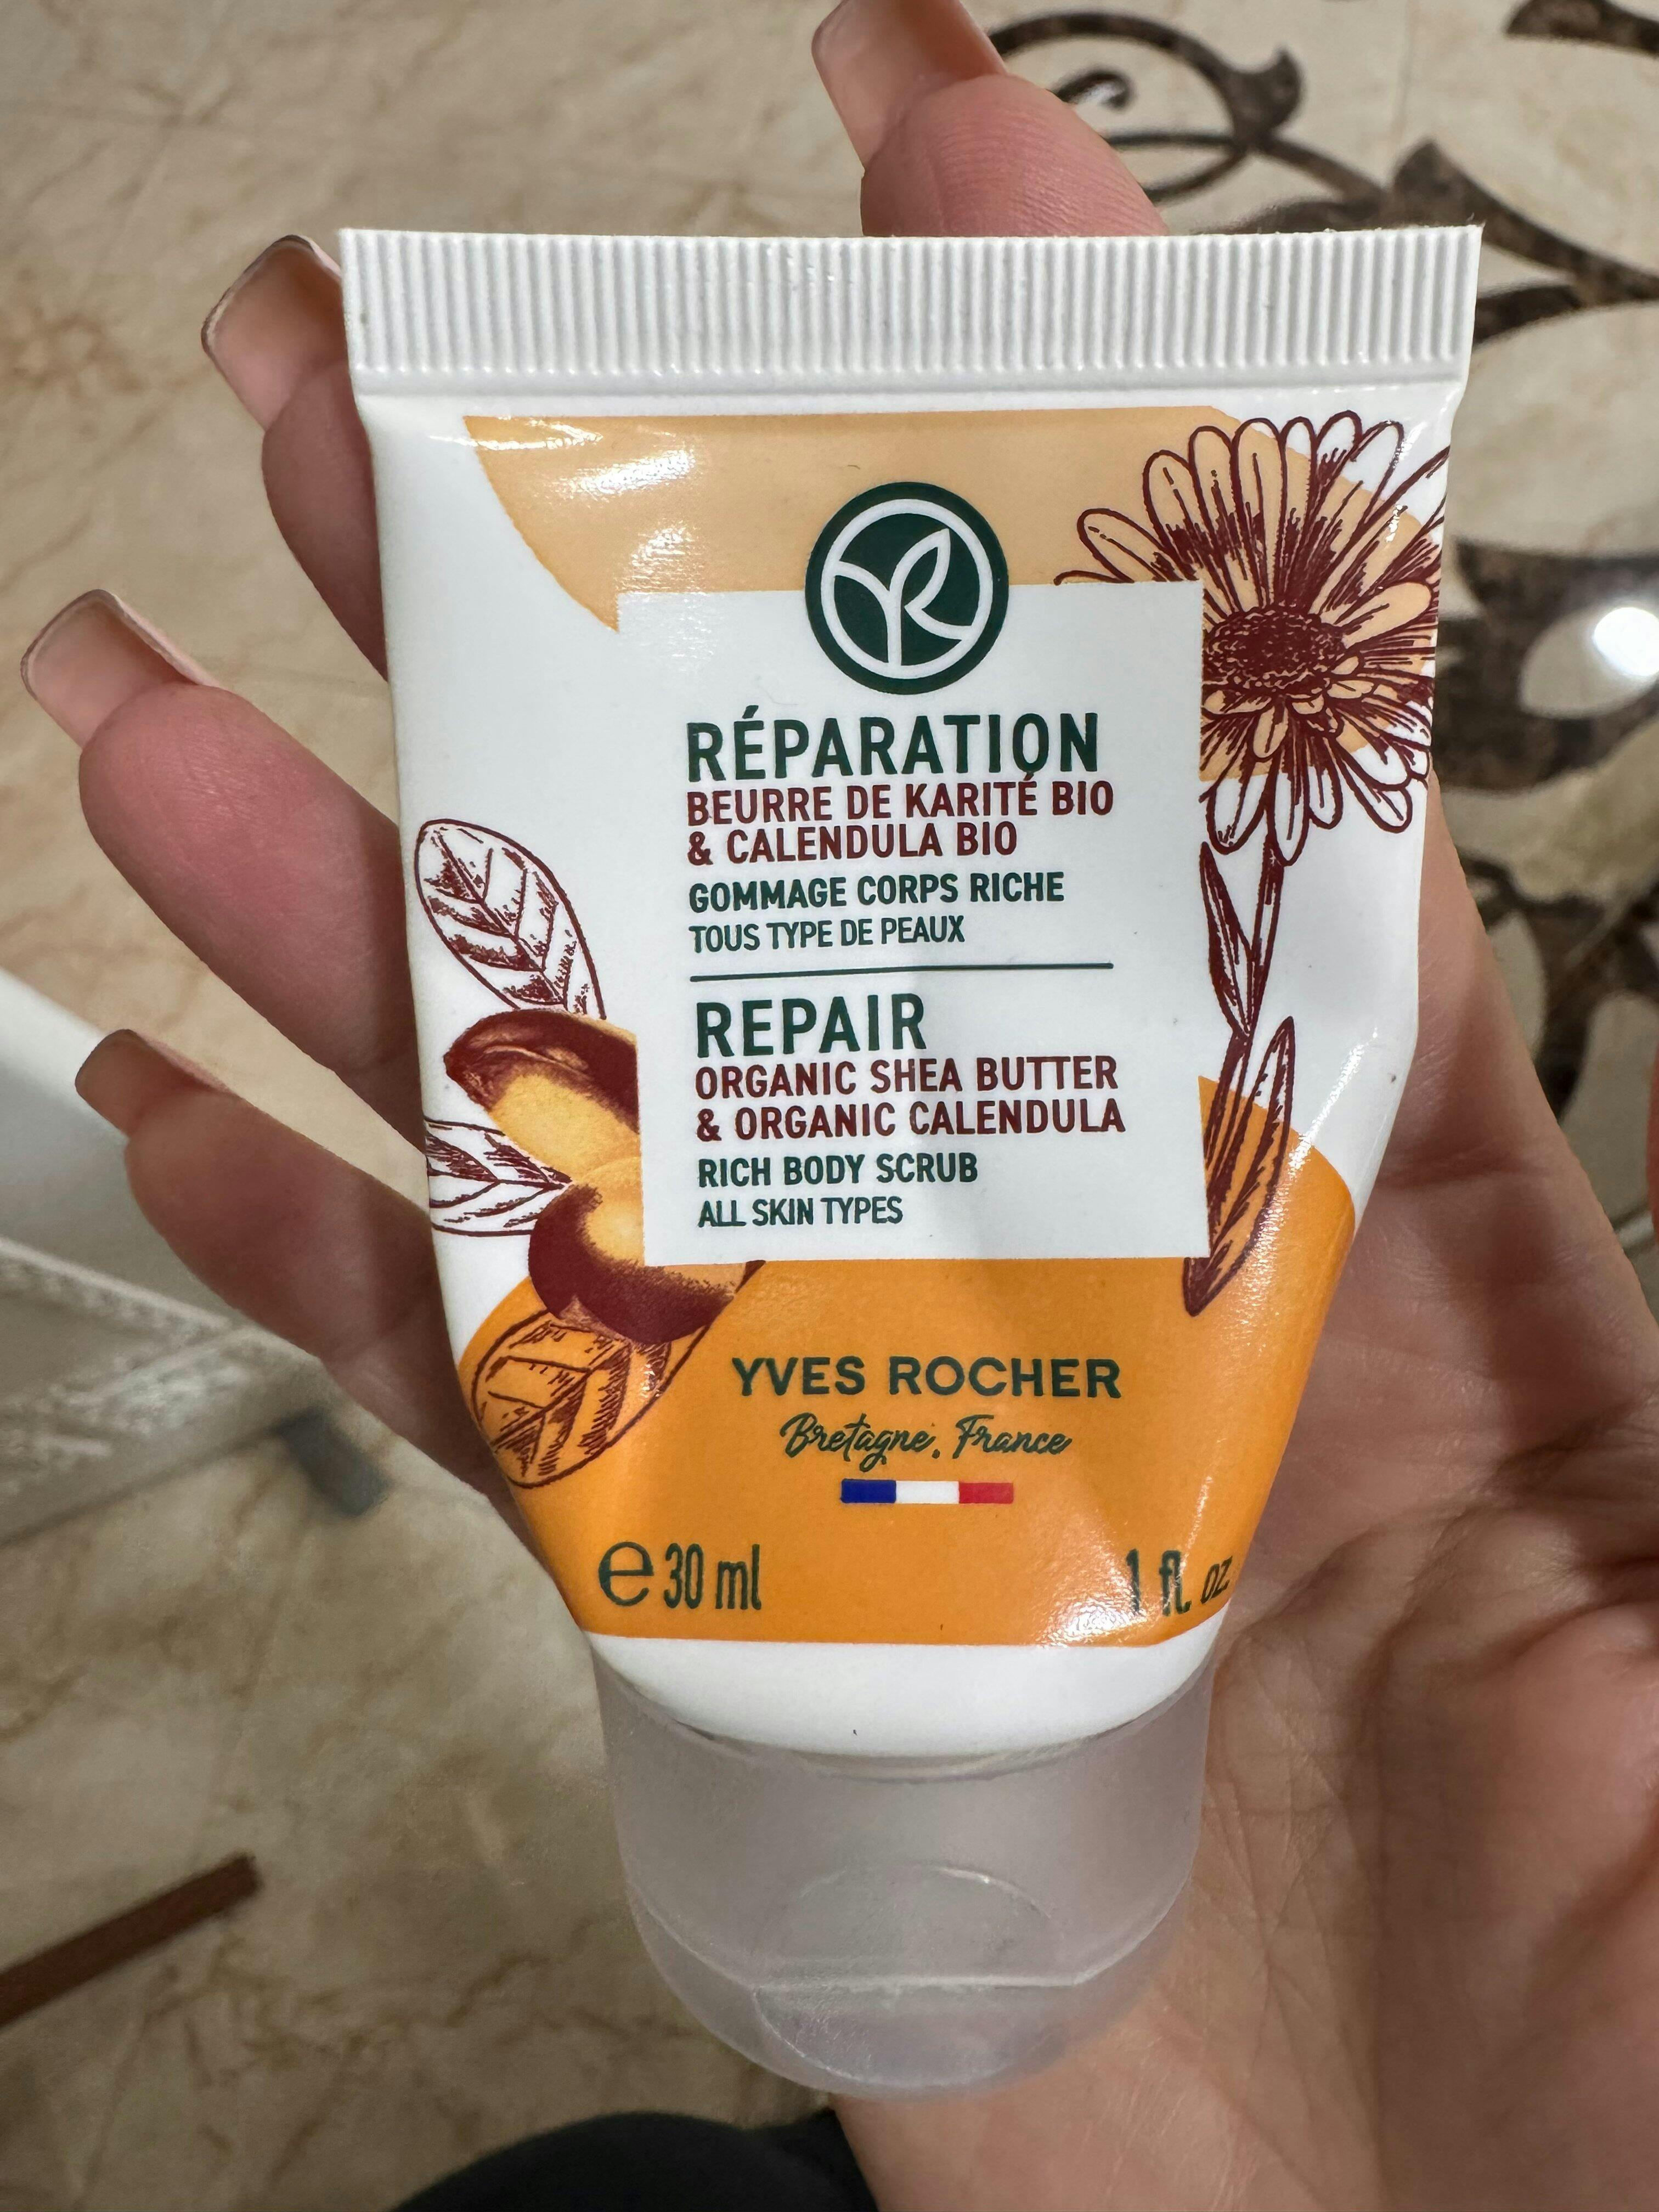 RÉPARATION
BEURRE DE KARITÉ BIO
& CALENDULA BIO
GOMMAGE CORPS RICHE
TOUS TYPE DE PEAUX
REPAIR
ORGANIC SHEA BUTTER
& ORGANIC CALENDULA
RICH BODY SCRUB
ALL SKIN TYPES
YVES ROCHER
Bretagne, France
℮ 30 ml 1 fl. oz.